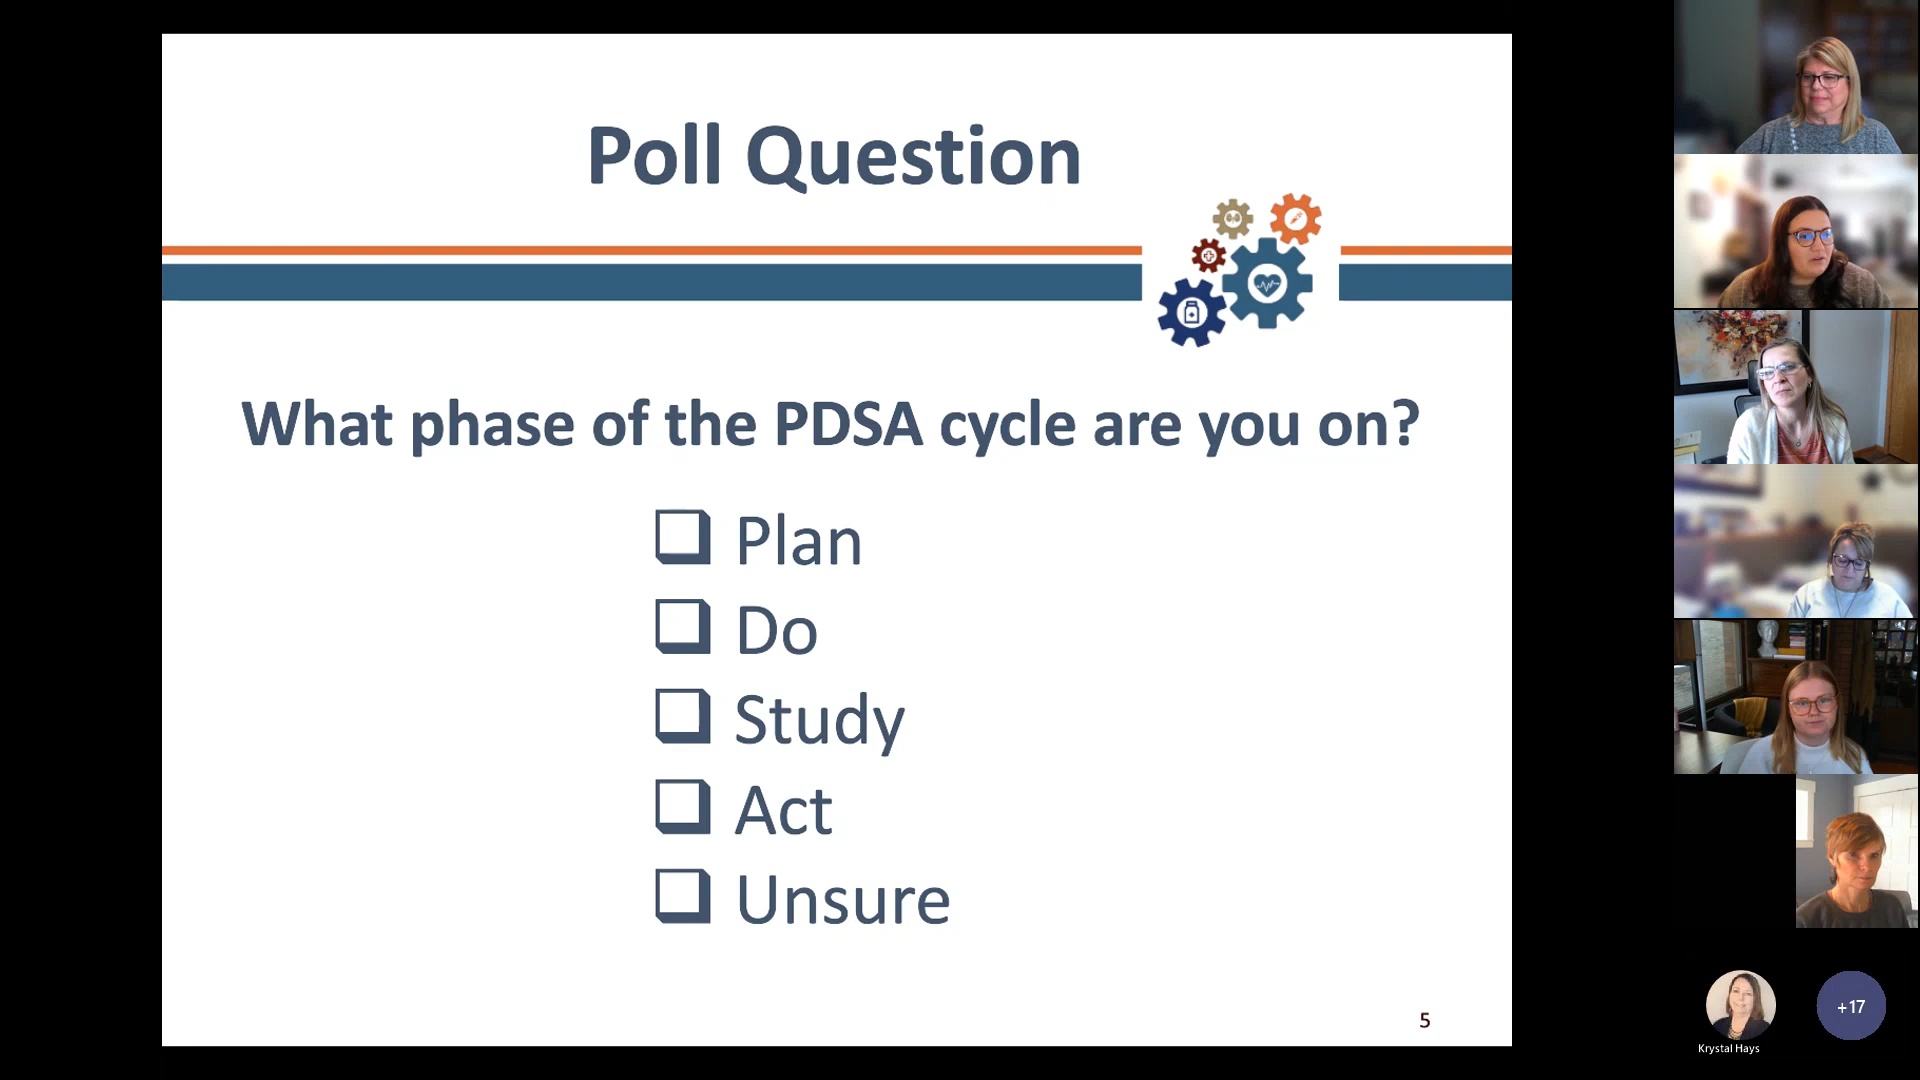 Poll Question
What phase of the PDSA cycle are you on?
Plan
Do
Study
Act
Unsure
5
+17
Krystal Hays